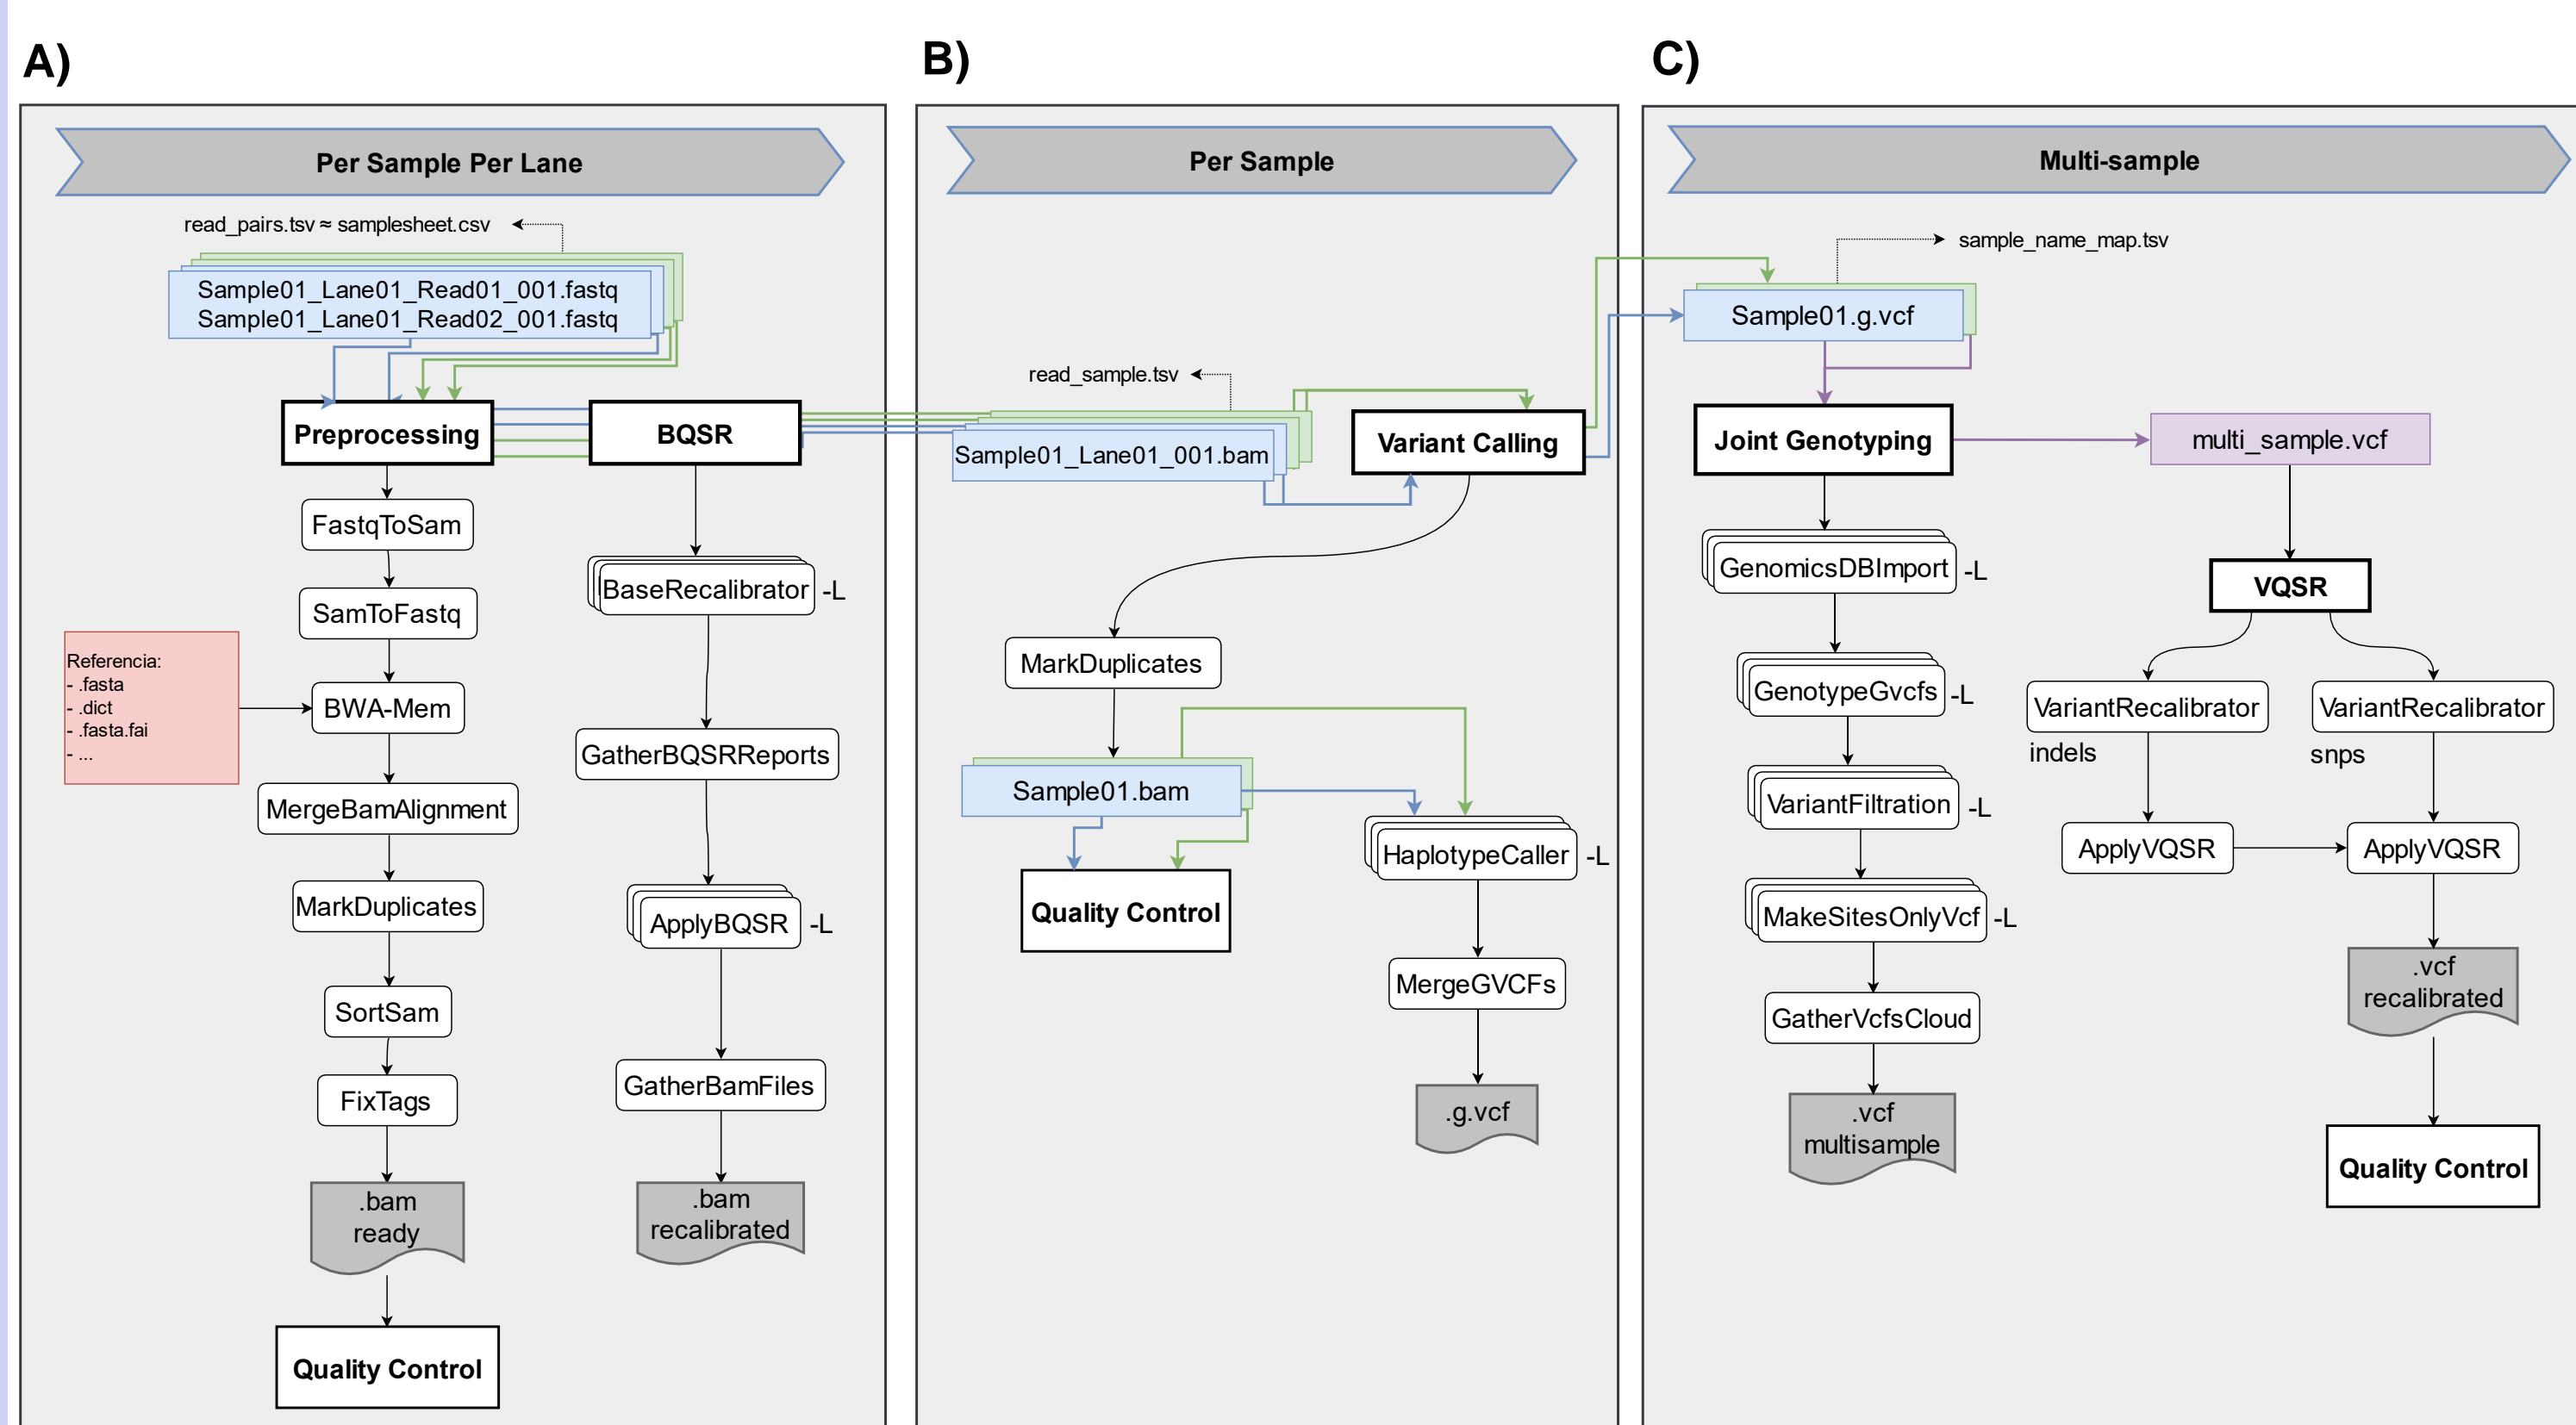 A)
Per Sample Per Lane
read_pairs.tsv ≈ samplesheet.csv
Sample01_Lane01_Read01_001.fastq
Sample01_Lane01_Read02_001.fastq
Preprocessing
BQSR
FastqToSam
SamToFastq
Referencia:
- .fasta
- .dict
- .fasta.fai
- ...
BWA-Mem
MergeBamAlignment
MarkDuplicates
SortSam
FixTags
.bam
ready
Quality Control
BaseRecalibrator
-L
GatherBQSRReports
ApplyBQSR
-L
GatherBamFiles
.bam
recalibrated
B)
Per Sample
read_sample.tsv
Sample01_Lane01_001.bam
Variant Calling
MarkDuplicates
Sample01.bam
Quality Control
HaplotypeCaller
-L
MergeGVCFs
.g.vcf
C)
Multi-sample
sample_name_map.tsv
Sample01.g.vcf
Joint Genotyping
multi_sample.vcf
GenomicsDBImport
-L
GenotypeGvcfs
-L
VariantFiltration
-L
MakeSitesOnlyVcf
-L
GatherVcfsCloud
.vcf
multisample
VQSR
VariantRecalibrator
indels
VariantRecalibrator
snps
ApplyVQSR
ApplyVQSR
.vcf
recalibrated
Quality Control